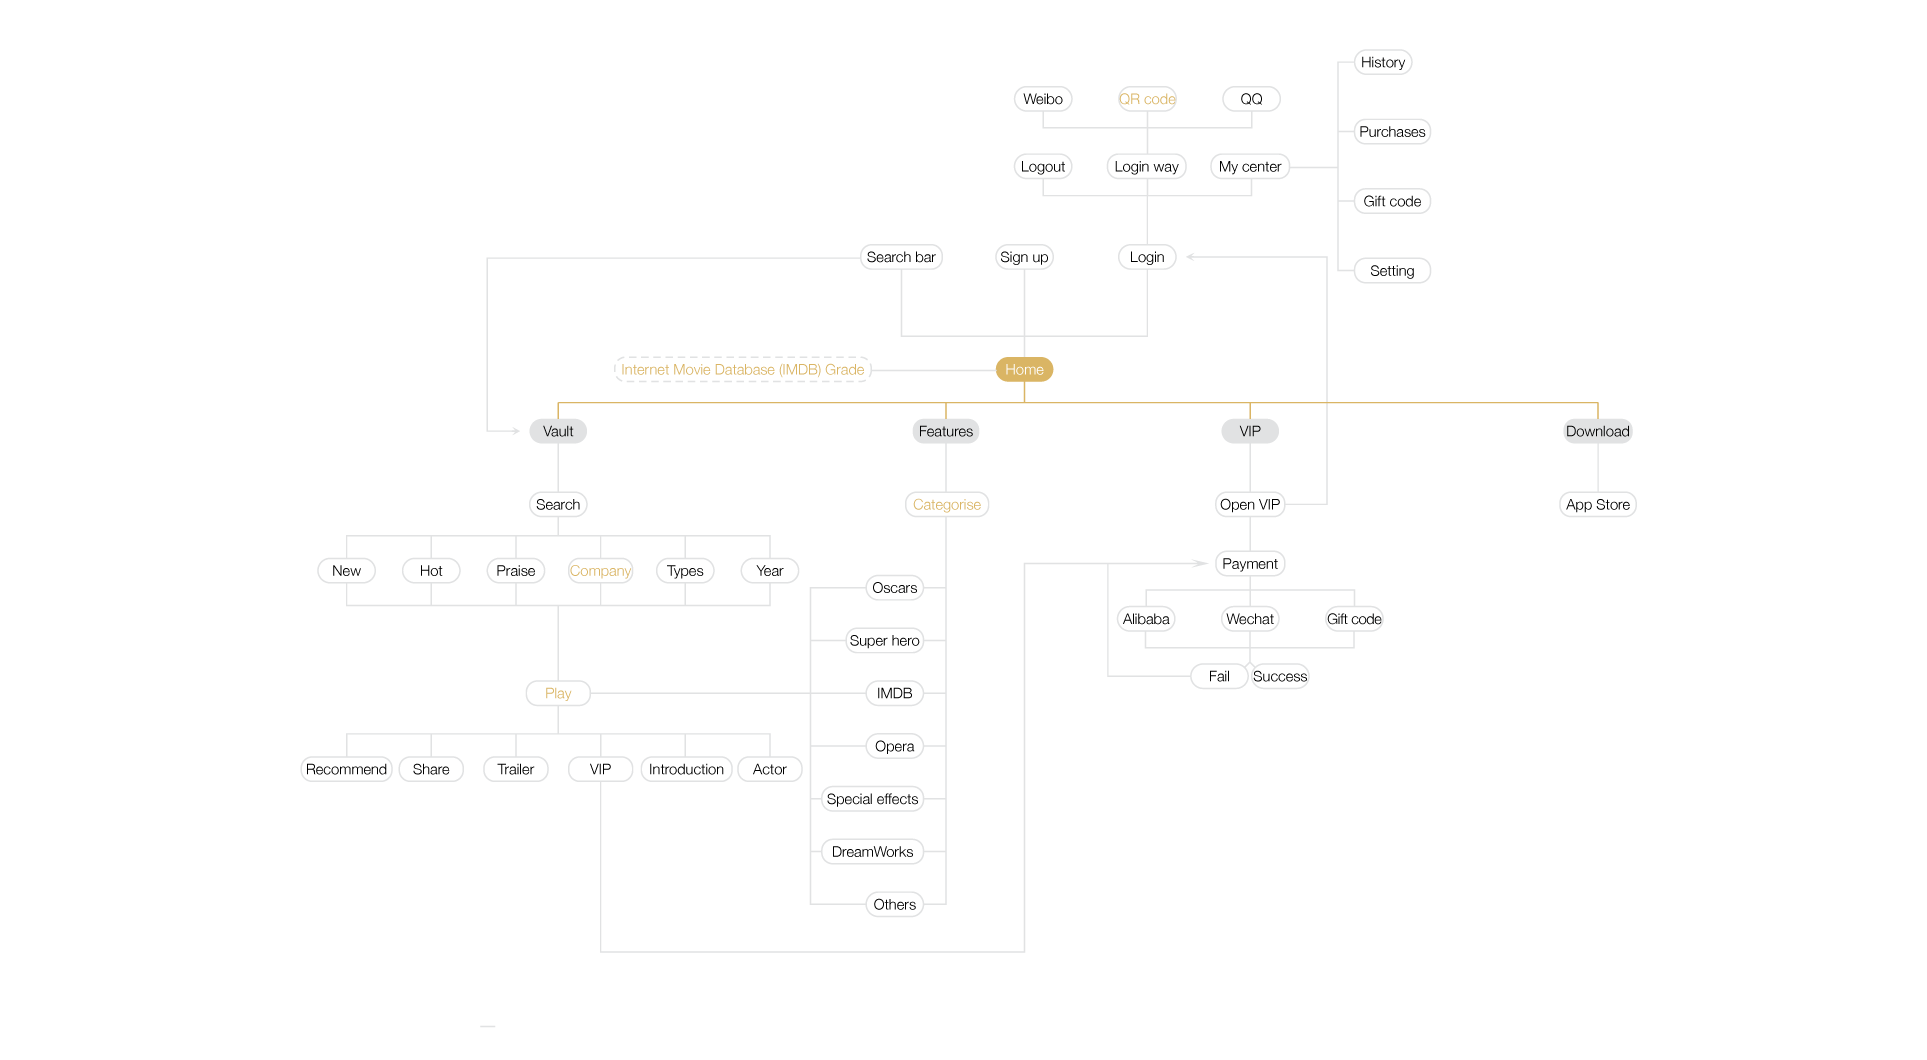 History
Weibo
QR code
QQ
Purchases
Logout
Login way
My center
Gift code
Search bar
Sign up
Login
Setting
Internet Movie Database (IMDB) Grade
Home
Vault
Features
VIP
Download
Search
Categorise
Open VIP
App Store
New
Hot
Praise
Company
Types
Year
Payment
Oscars
Alibaba
Wechat
Gift code
Super hero
Fail
Success
Play
IMDB
Opera
Recommend
Share
Trailer
VIP
Introduction
Actor
Special effects
DreamWorks
Others